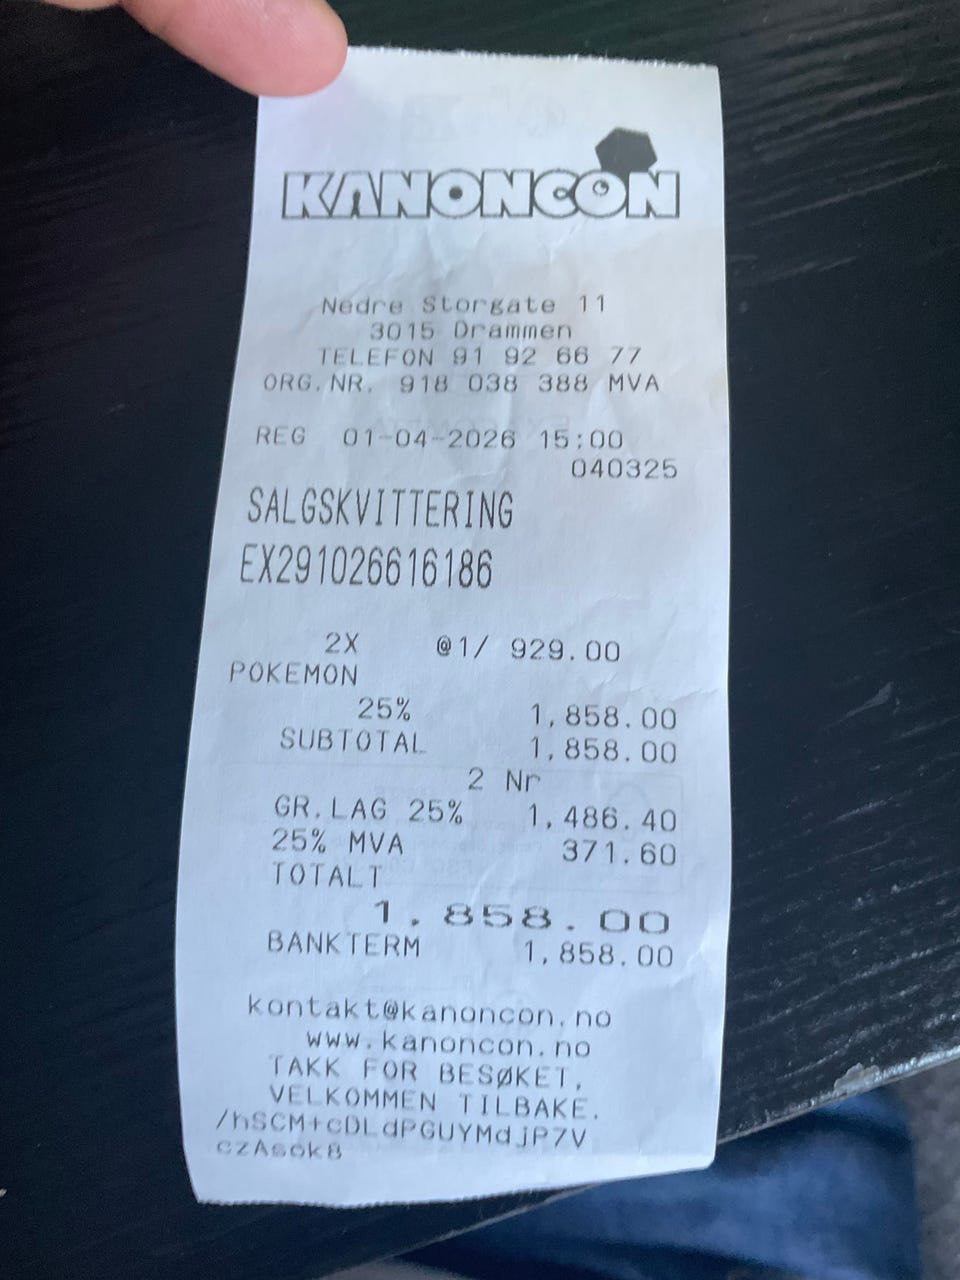 KANONCON
Nedre Storgate 11
3015 Drammen
TELEFON 91 92 66 77
ORG.NR. 918 038 388 MVA
REG 01-04-2026 15:00
040325
SALGSKVITTERING
EX291026616186
2X @1/ 929.00
POKEMON
25% 1,858.00
SUBTOTAL 1,858.00
2 Nr
GR.LAG 25% 1,486.40
25% MVA 371.60
TOTALT
1.858.00
BANKTERM 1,858.00
kontakt@kanoncon.no
www.kanoncon.no
TAKK FOR BESØKET,
VELKOMMEN TILBAKE.
/hSCM+cDLdPGUYMdjP7V
czAsok8